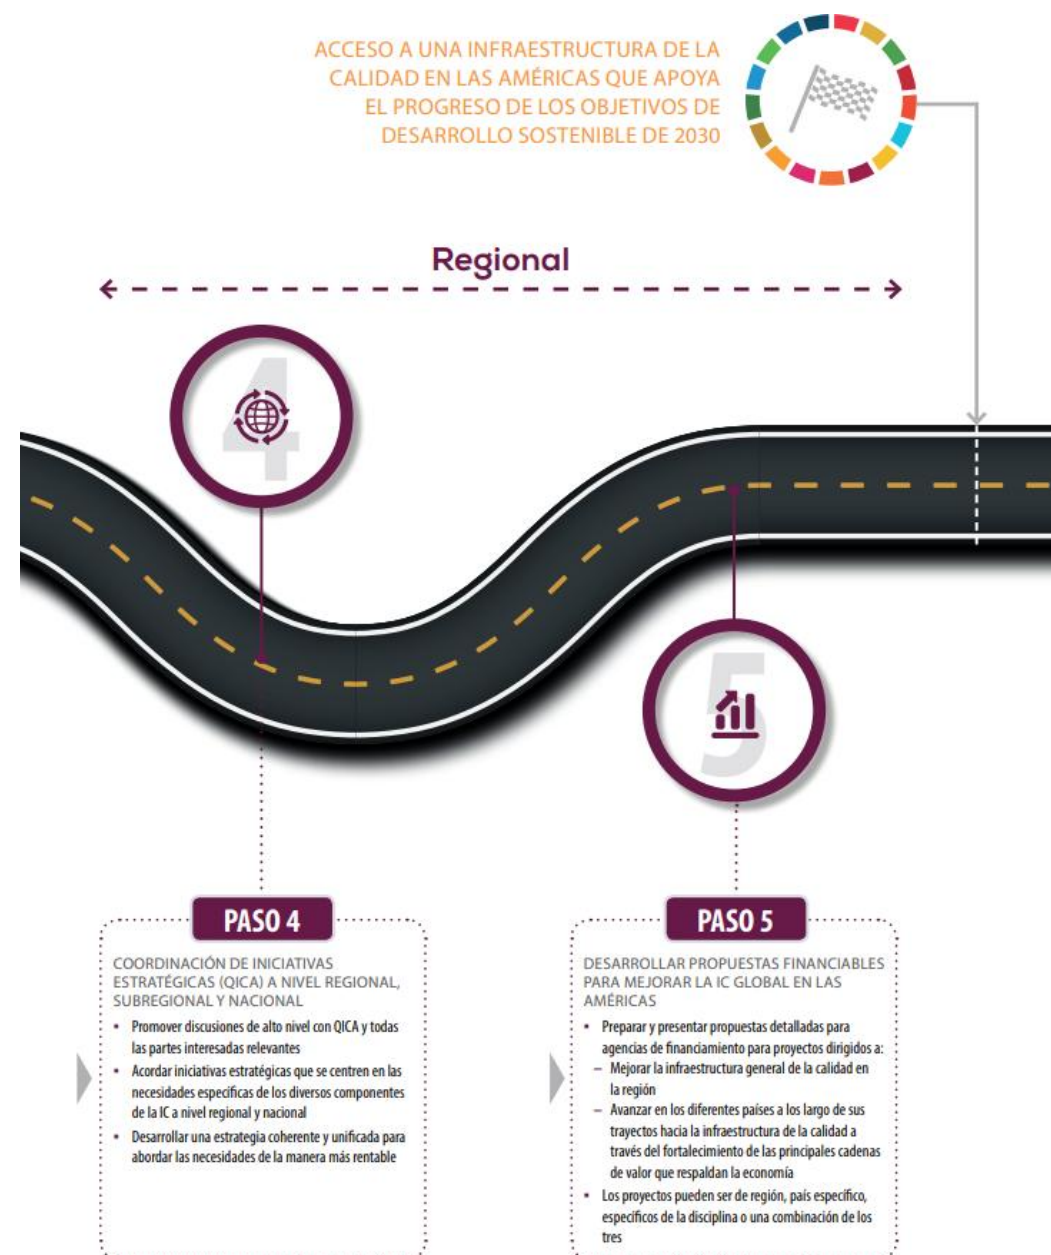 ACCESO A UNA INFRAESTRUCTURA DE LA
CALIDAD EN LAS AMÉRICAS QUE APOYA
EL PROGRESO DE LOS OBJETIVOS DE
DESARROLLO SOSTENIBLE DE 2030
Regional
4
5
PASO 4
COORDINACIÓN DE INICIATIVAS
ESTRATÉGICAS (QICA) A NIVEL REGIONAL,
SUBREGIONAL Y NACIONAL
• Promover discusiones de alto nivel con QICA y todas
las partes interesadas relevantes
• Acordar iniciativas estratégicas que se centren en las
necesidades específicas de los diversos componentes
de la IC a nivel regional y nacional
• Desarrollar una estrategia coherente y unificada para
abordar las necesidades de la manera más rentable
PASO 5
DESARROLLAR PROPUESTAS FINANCIABLES
PARA MEJORAR LA IC GLOBAL EN LAS
AMÉRICAS
• Preparar y presentar propuestas detalladas para
agencias de financiamiento para proyectos dirigidos a:
– Mejorar la infraestructura general de la calidad en
la región
– Avanzar en los diferentes países a los largo de sus
trayectos hacia la infraestructura de la calidad a
través del fortalecimiento de las principales cadenas
de valor que respaldan la economía
• Los proyectos pueden ser de región, país específico,
específicos de la disciplina o una combinación de los
tres